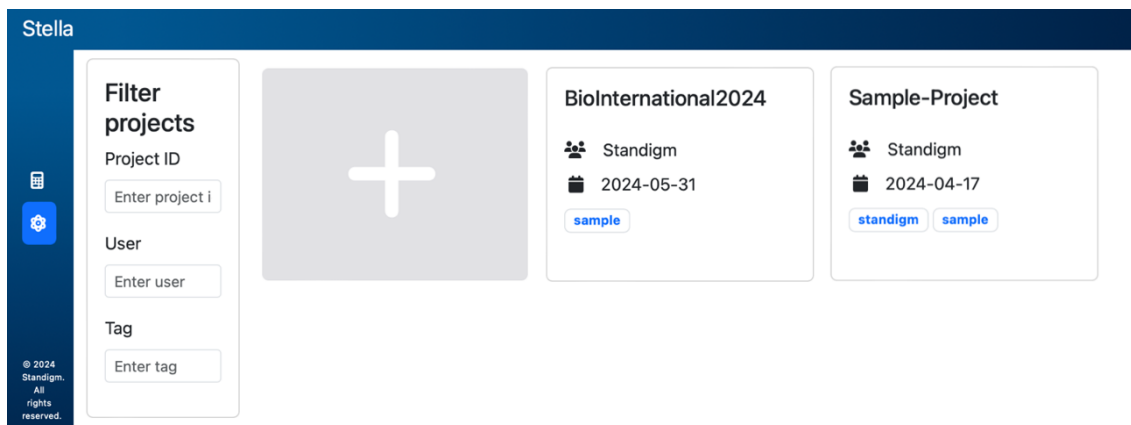 Stella
Filter
projects
Project ID
Enter project i
User
Enter user
Tag
Enter tag
BioInternational2024
Standigm
2024-05-31
sample
Sample-Project
Standigm
2024-04-17
standigm sample
© 2024
Standigm.
All
rights
reserved.